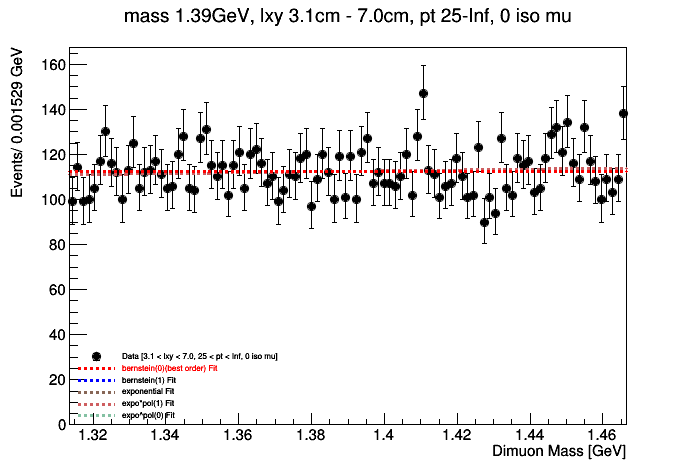 mass 1.39GeV, lxy 3.1cm - 7.0cm, pt 25-Inf, 0 iso mu
Events/ 0.001529 GeV
160
140
120
100
80
60
40
20
0
Data [3.1 < lxy < 7.0, 25 < pt < Inf, 0 iso mu]
bernstein(0)(best order) Fit
bernstein(1) Fit
exponential Fit
expo*pol(1) Fit
expo^pol(0)Fit
1.32 1.34 1.36 1.38 1.4 1.42 1.44 1.46
Dimuon Mass [GeV]